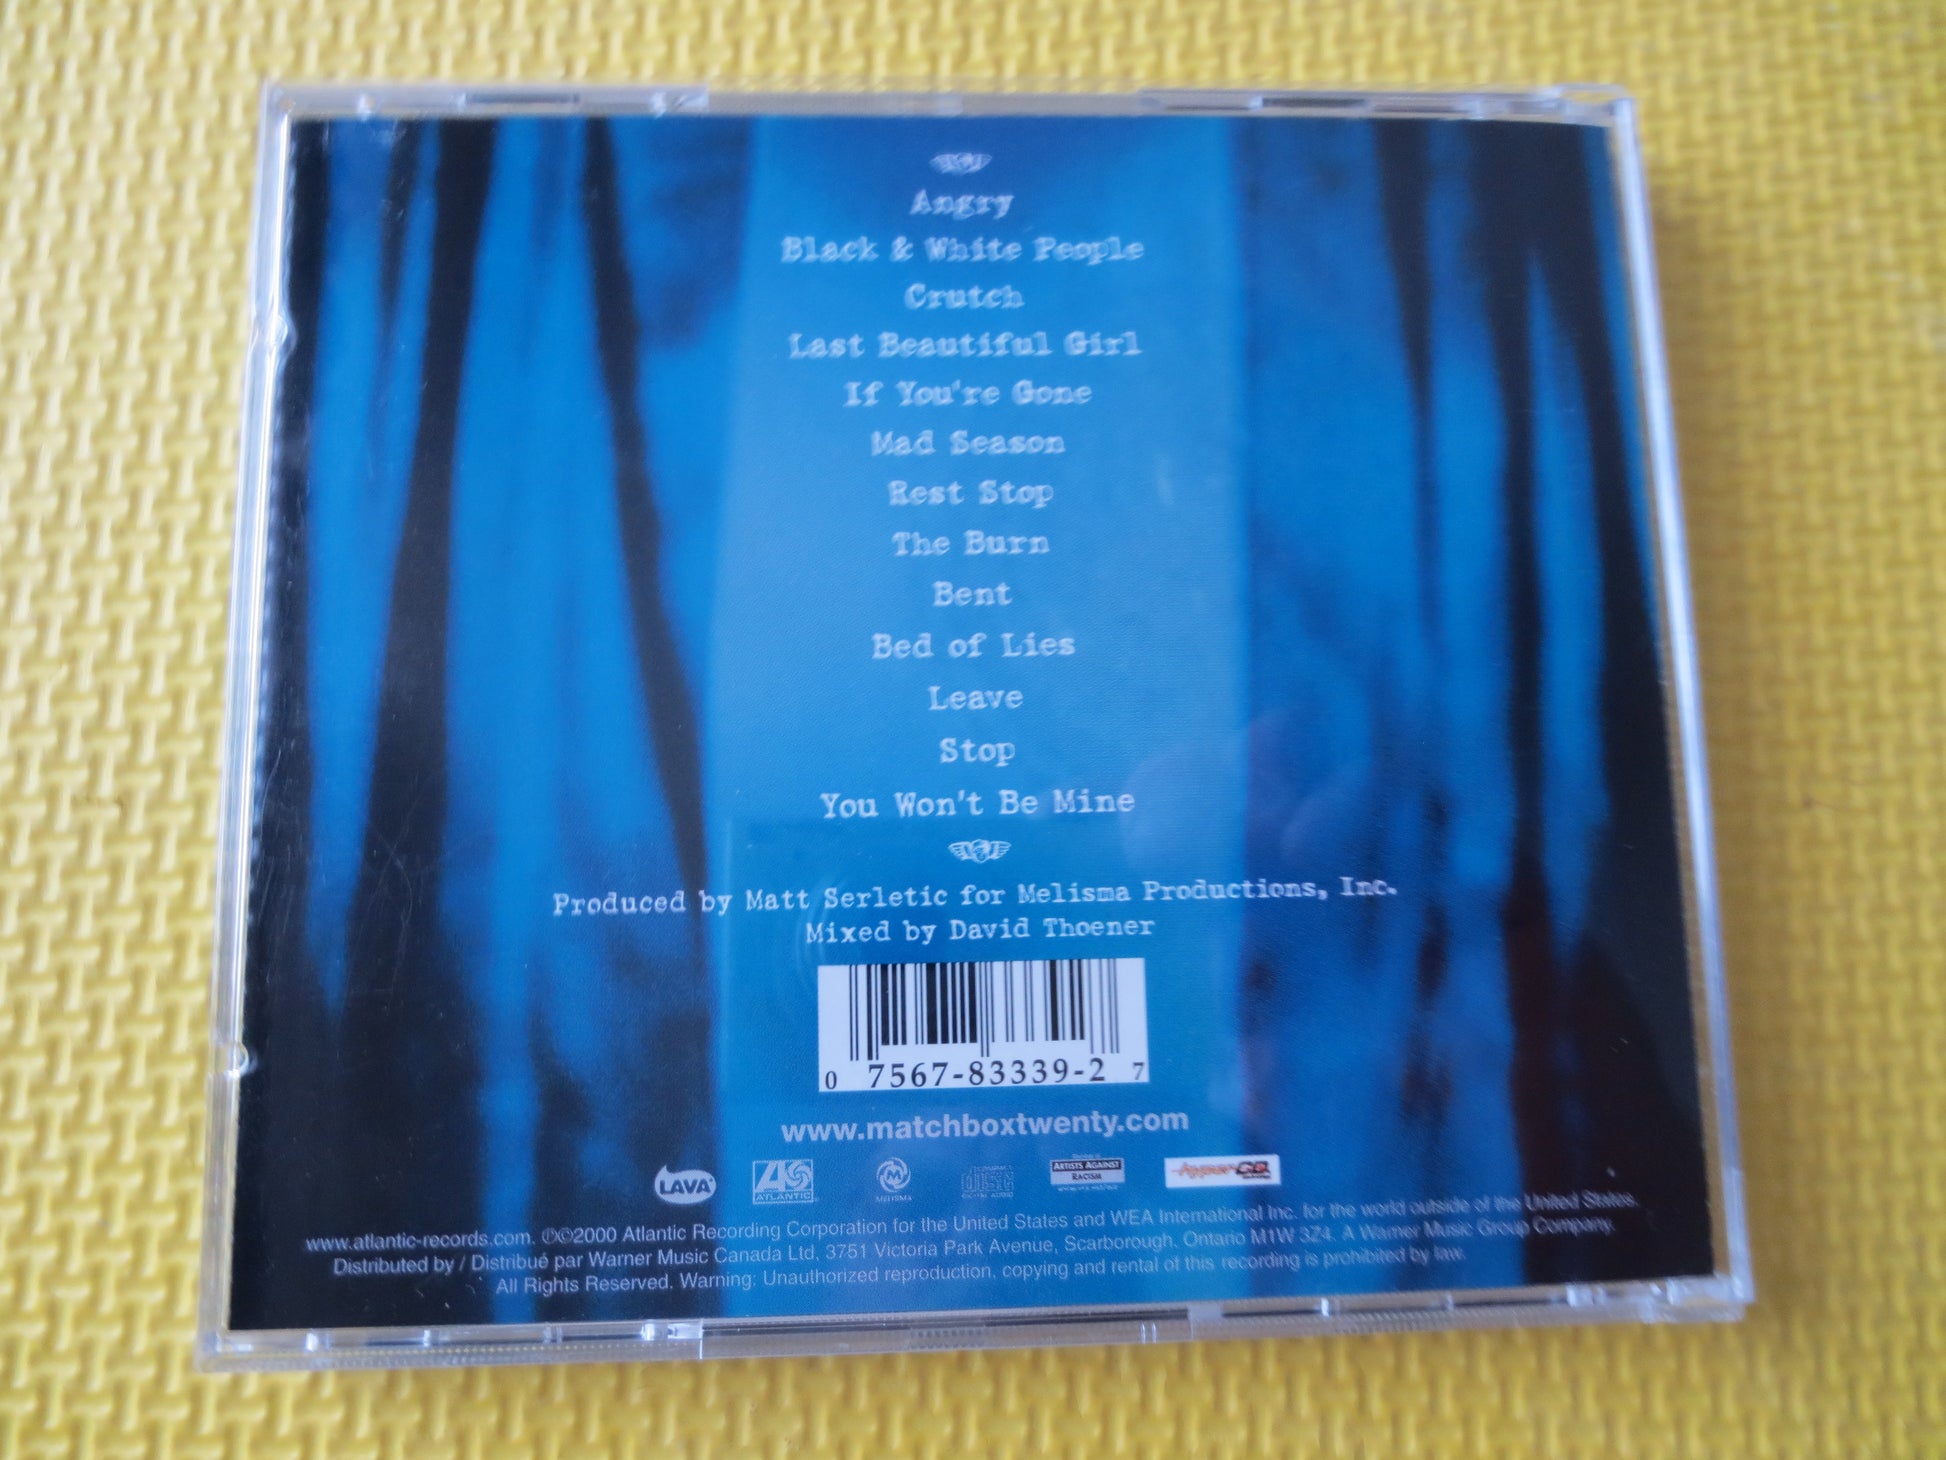 Angry
Black & White People
Crutch
Last Beautiful Girl
If You're Gone
Mad Season
Rest Stop
The Burn
Bent
Bed of Lies
Leave
Stop
You Won't Be Mine
Produced by Matt Serletic for Melisma Productions, Inc.
Mixed by David Thoener
0 7567-83339-2 7
www.matchboxtwenty.com
LAVA
ATLANTIC
MELISMA
DIGITAL AUDIO
ARTISTS AGAINST
RACISM
HyperCD
www.atlantic-records.com. ℗©2000 Atlantic Recording Corporation for the United States and WEA International Inc. for the world outside of the United States.
Distributed by / Distribué par Warner Music Canada Ltd. 3751 Victoria Park Avenue, Scarborough, Ontario M1W 3Z4. A Warner Music Group Company.
All Rights Reserved. Warning: Unauthorized reproduction, copying and rental of this recording is prohibited by law.